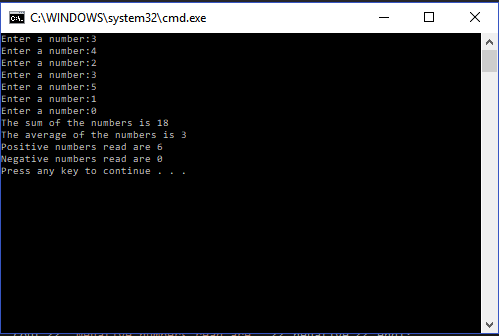 C:\WINDOWS\system32\cmd.exe
Enter a number:3
Enter a number:4
Enter a number:2
Enter a number:3
Enter a number:5
Enter a number:1
Enter a number:0
The sum of the numbers is 18
The average of the numbers is 3
Positive numbers read are 6
Negative numbers read are 0
Press any key to continue . . .